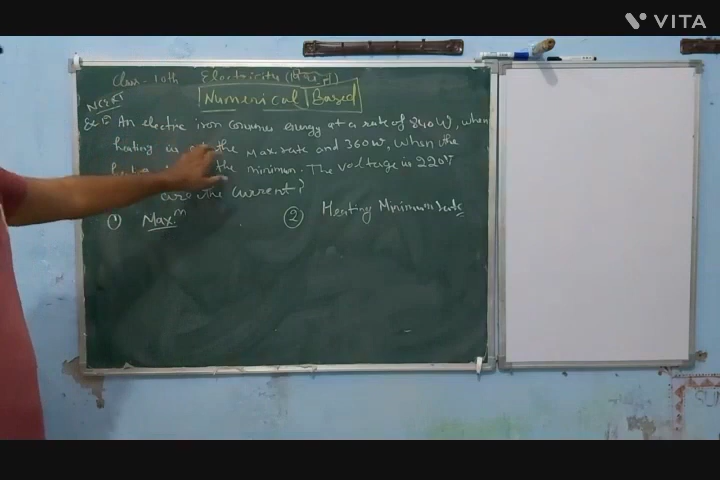 VITA
Class - 10th Electricity (विद्युत)
Numerical Based
NCERT
Ex An electric iron consumes energy at a rate of 840W, when
heating is at the Max. rate and 360W, when the
the minimum. The voltage is 220V
are the current?
① Max.m ② Heating Minimum rate